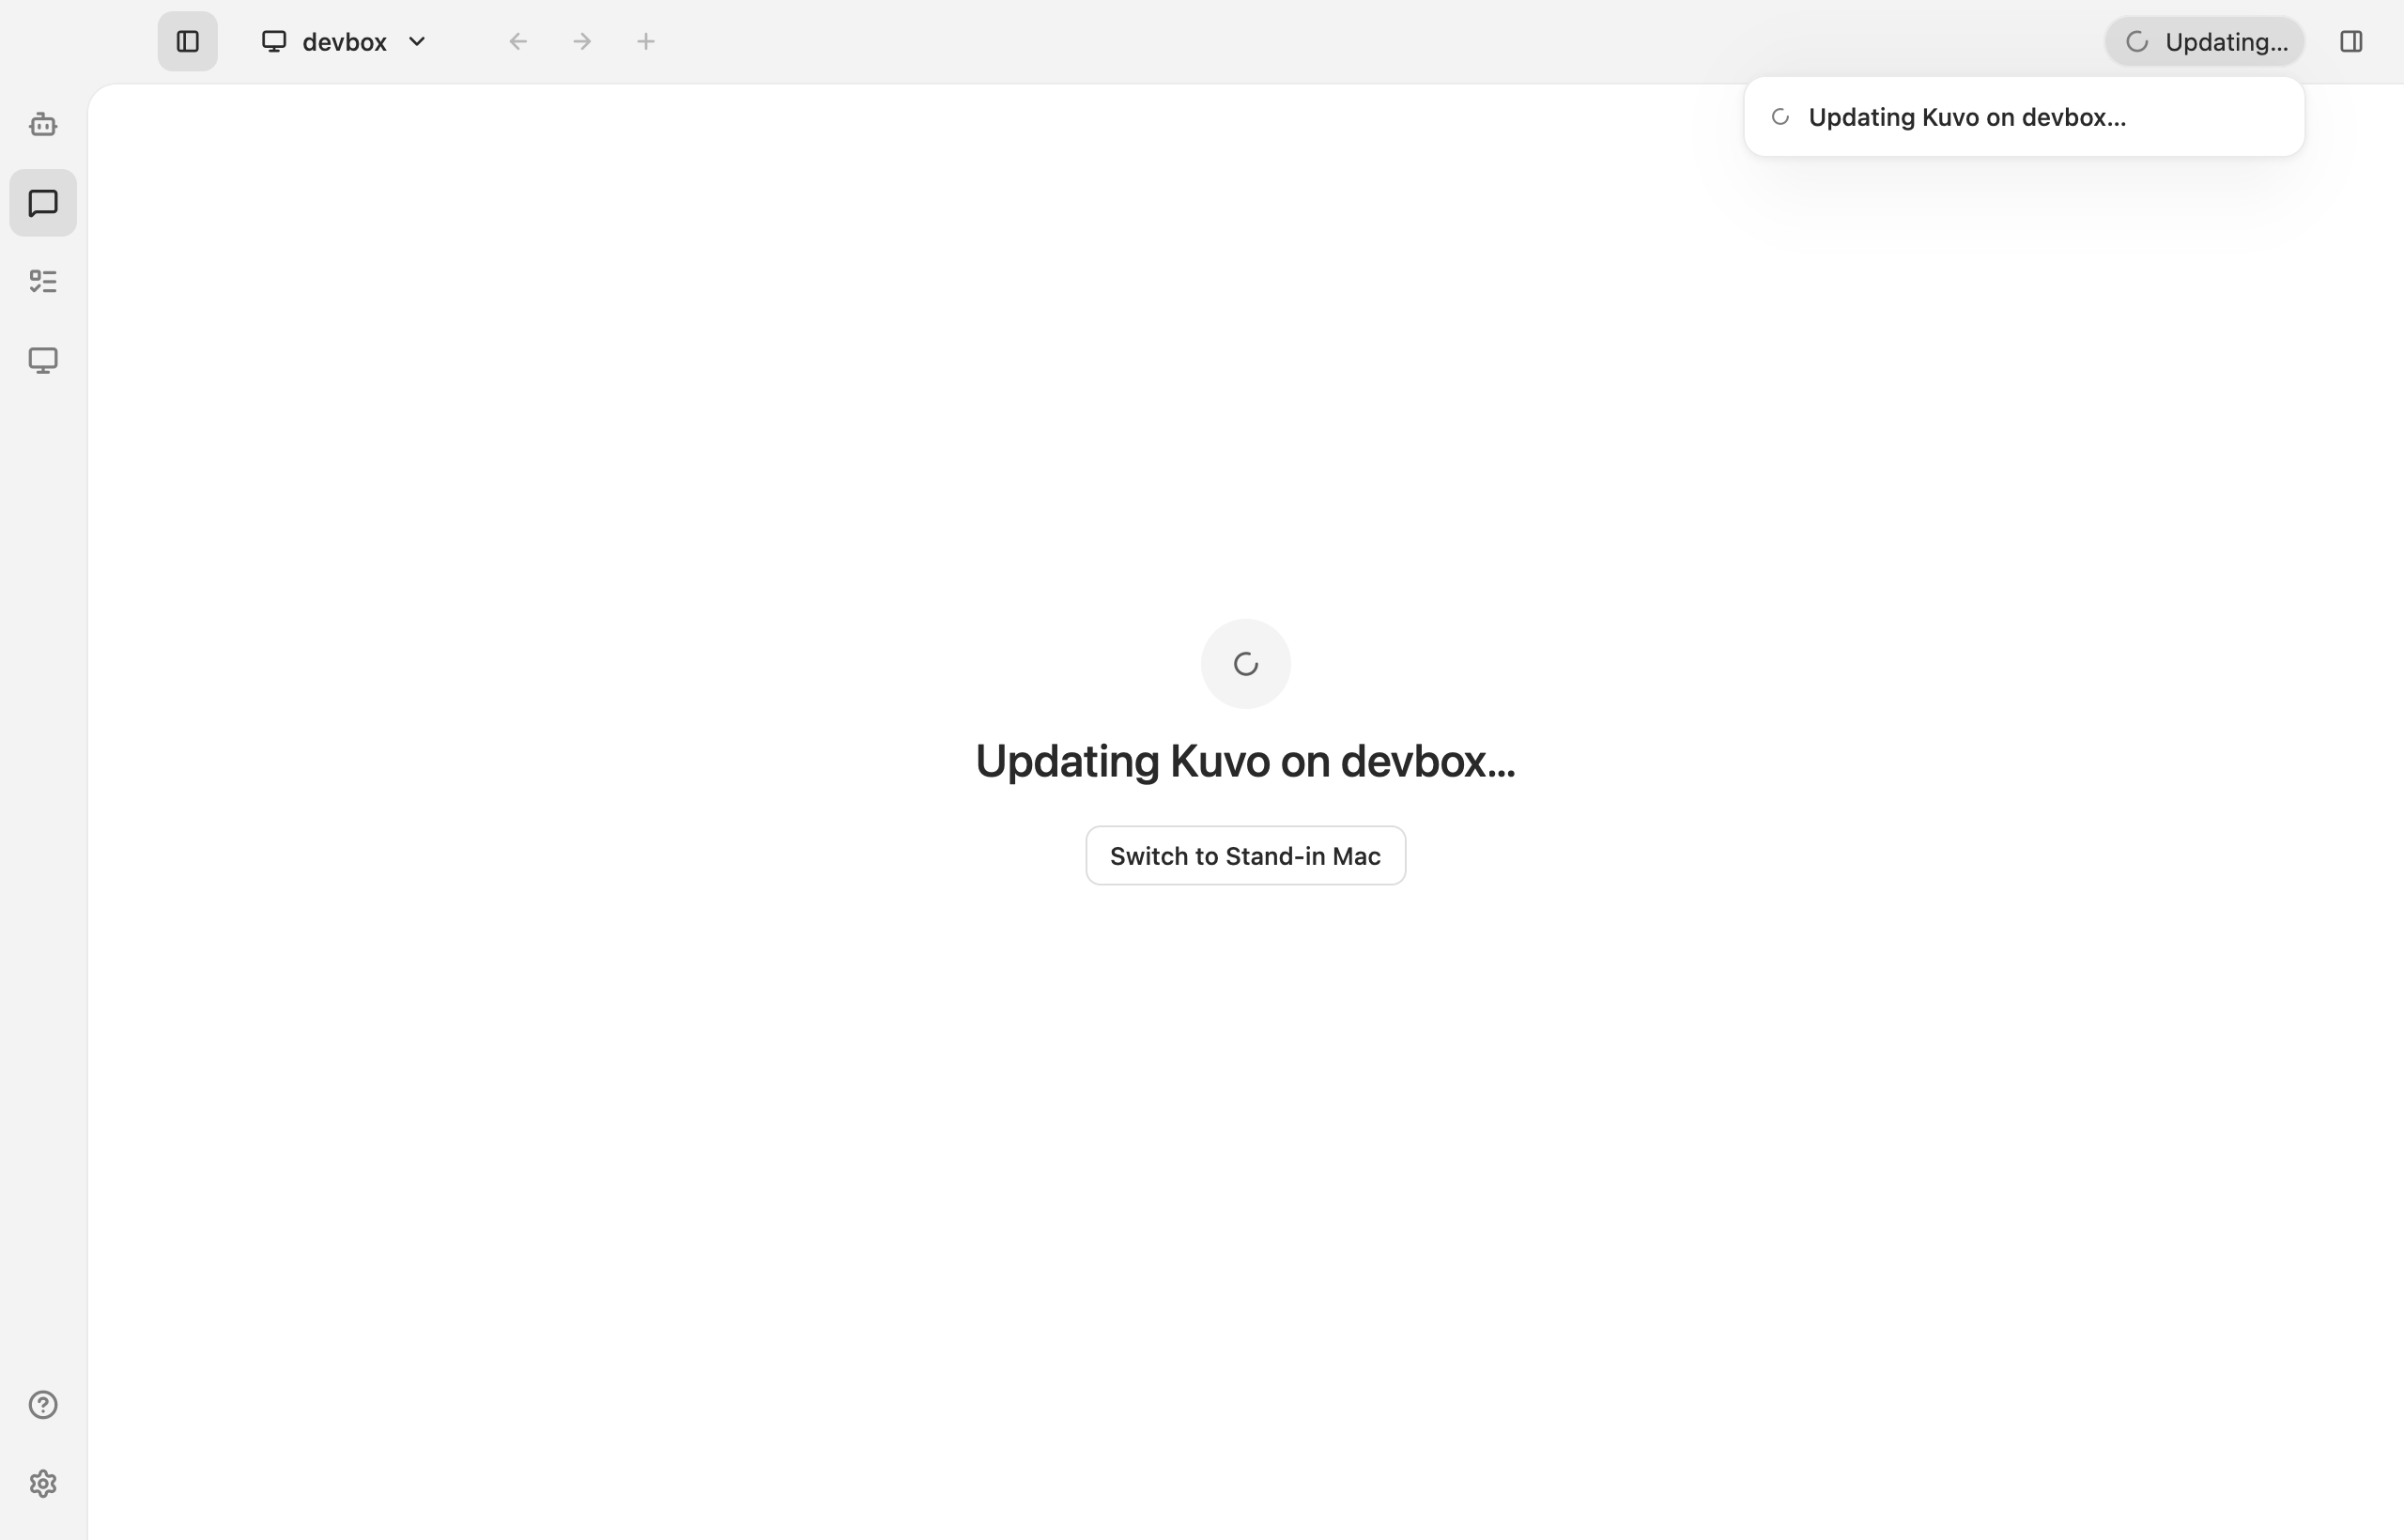 devbox
Updating...
Updating Kuvo on devbox...
Updating Kuvo on devbox...
Switch to Stand-in Mac